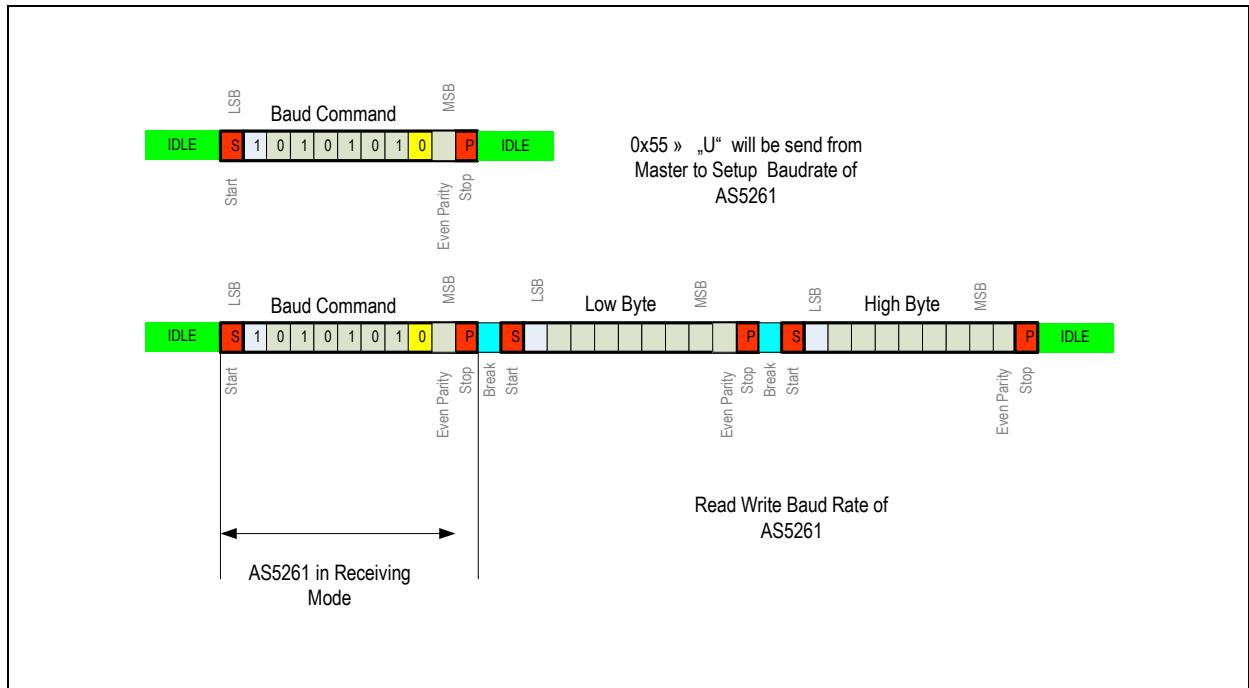 LSB
MSB
Baud Command
IDLE S 1 0 1 0 1 0 1 0 P IDLE
Start
Even Parity
Stop
0x55 » „U“ will be send from
Master to Setup Baudrate of
AS5261
LSB
MSB
LSB
MSB
LSB
MSB
Baud Command
Low Byte
High Byte
IDLE S 1 0 1 0 1 0 1 0 P S P S P IDLE
Start
Even Parity
Stop
Break
Start
Even Parity
Stop
Break
Start
Even Parity
Stop
Read Write Baud Rate of
AS5261
AS5261 in Receiving
Mode